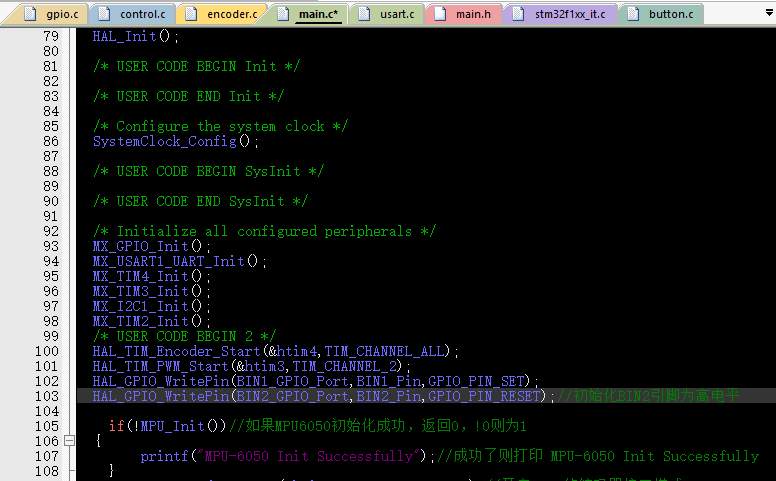 gpio.c control.c encoder.c main.c* usart.c main.h stm32f1xx_it.c button.c
79 HAL_Init();
80
81 /* USER CODE BEGIN Init */
82
83 /* USER CODE END Init */
84
85 /* Configure the system clock */
86 SystemClock_Config();
87
88 /* USER CODE BEGIN SysInit */
89
90 /* USER CODE END SysInit */
91
92 /* Initialize all configured peripherals */
93 MX_GPIO_Init();
94 MX_USART1_UART_Init();
95 MX_TIM4_Init();
96 MX_TIM3_Init();
97 MX_I2C1_Init();
98 MX_TIM2_Init();
99 /* USER CODE BEGIN 2 */
100 HAL_TIM_Encoder_Start(&htim4,TIM_CHANNEL_ALL);
101 HAL_TIM_PWM_Start(&htim3,TIM_CHANNEL_2);
102 HAL_GPIO_WritePin(BIN1_GPIO_Port,BIN1_Pin,GPIO_PIN_SET);
103 HAL_GPIO_WritePin(BIN2_GPIO_Port,BIN2_Pin,GPIO_PIN_RESET);//初始化BIN2引脚为高电平
104
105 if(!MPU_Init())//如果MPU6050初始化成功，返回0，!0则为1
106 {
107 printf("MPU-6050 Init Successfully");//成功了则打印 MPU-6050 Init Successfully
108 }